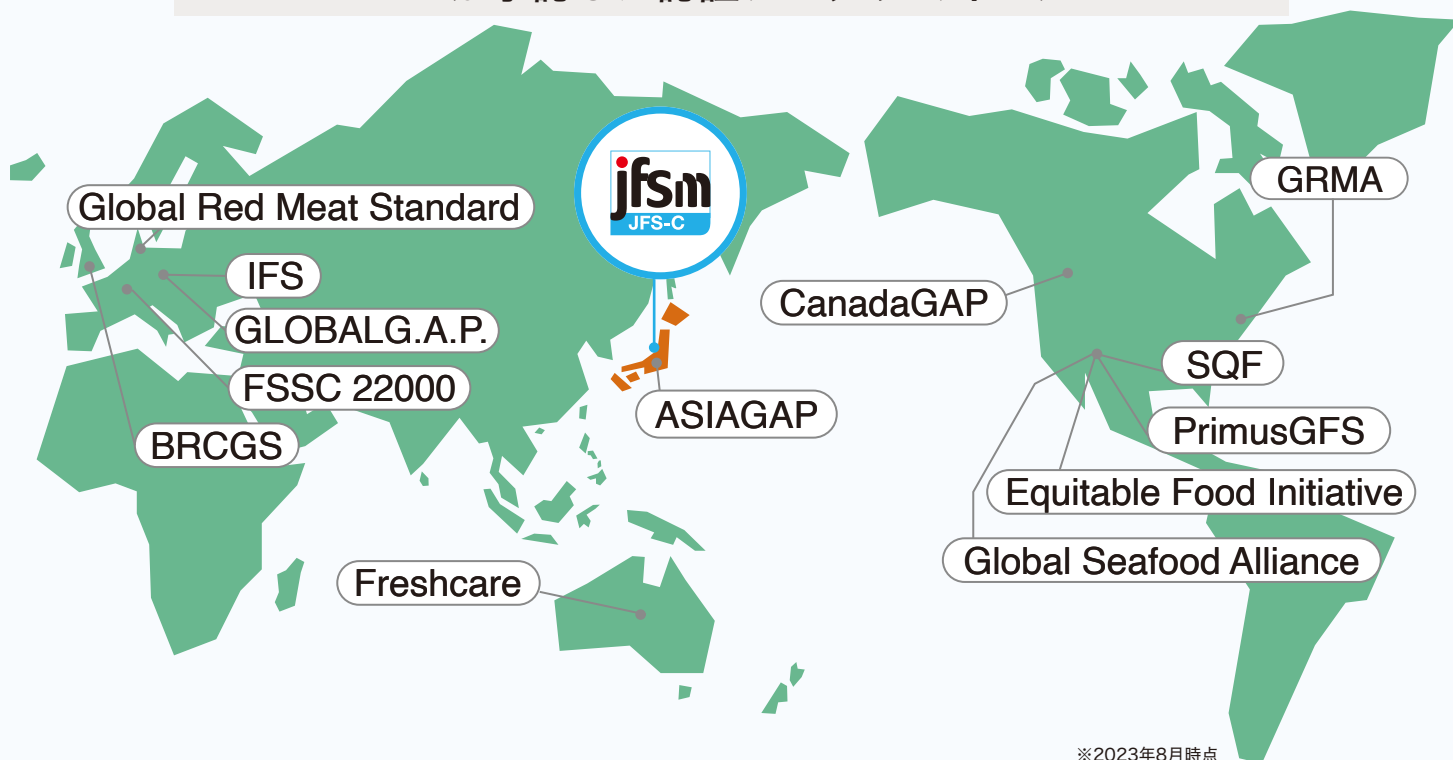 GRMA
Global Red Meat Standard
jfsm
JFS-C
IFS
CanadaGAP
GLOBALG.A.P.
SQF
FSSC 22000
ASIAGAP
PrimusGFS
BRCGS
Equitable Food Initiative
Global Seafood Alliance
Freshcare
※2023年8月時点